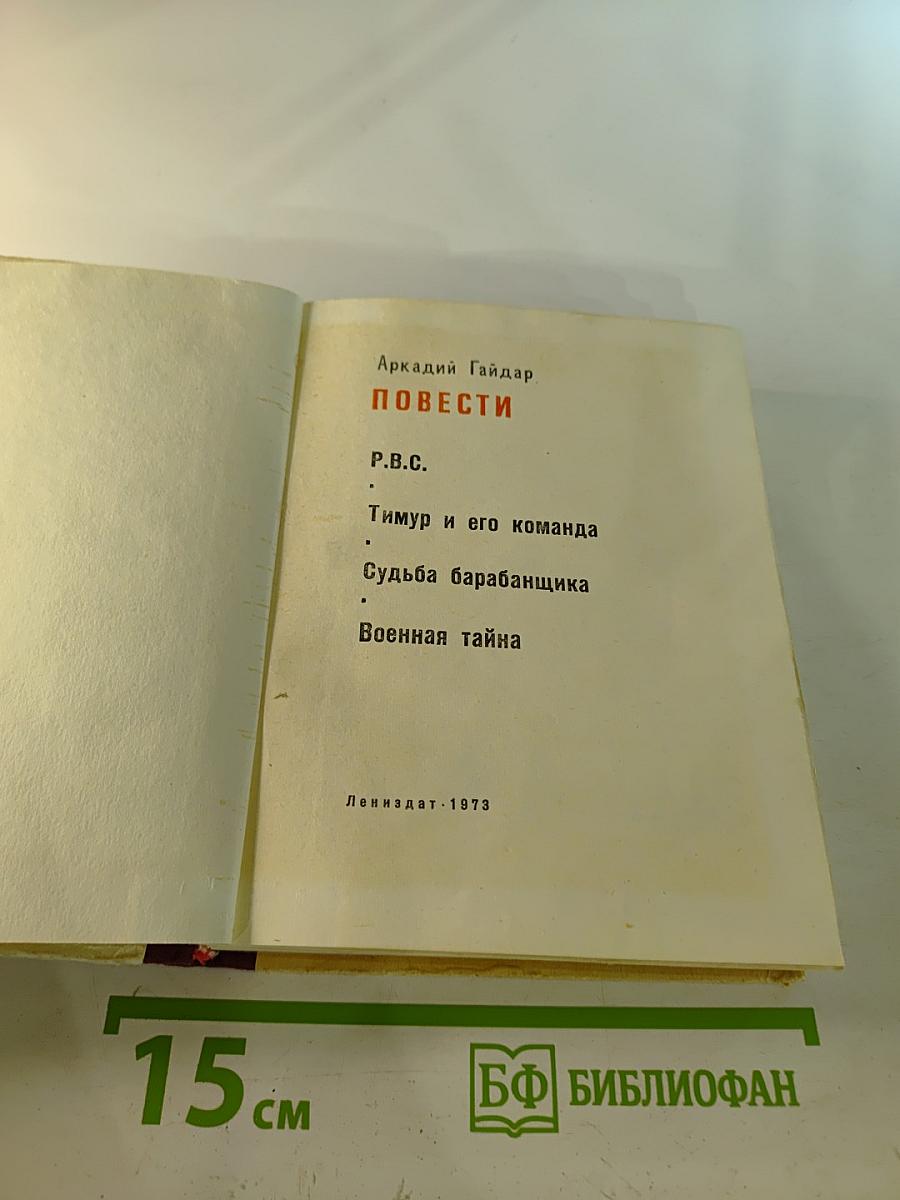 Аркадий Гайдар
ПОВЕСТИ
Р.В.С.
Тимур и его команда
Судьба барабанщика
Военная тайна
Лениздат · 1973
15 см
БФ БИБЛИОФАН